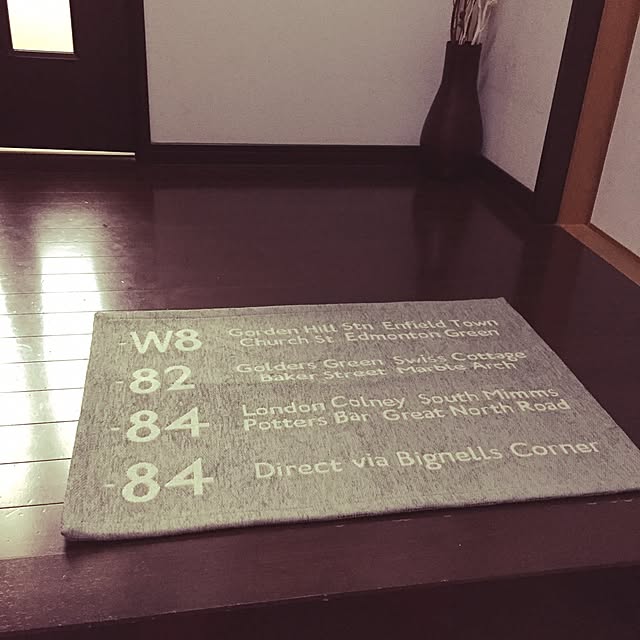 -W8 Gorden Hill Stn Enfield Town
Church St Edmonton Green
-82 Golders Green Swiss Cottage
Baker Street Marble Arch
-84 London Colney South Mimms
Potters Bar Great North Road
-84 Direct via Bignells Corner